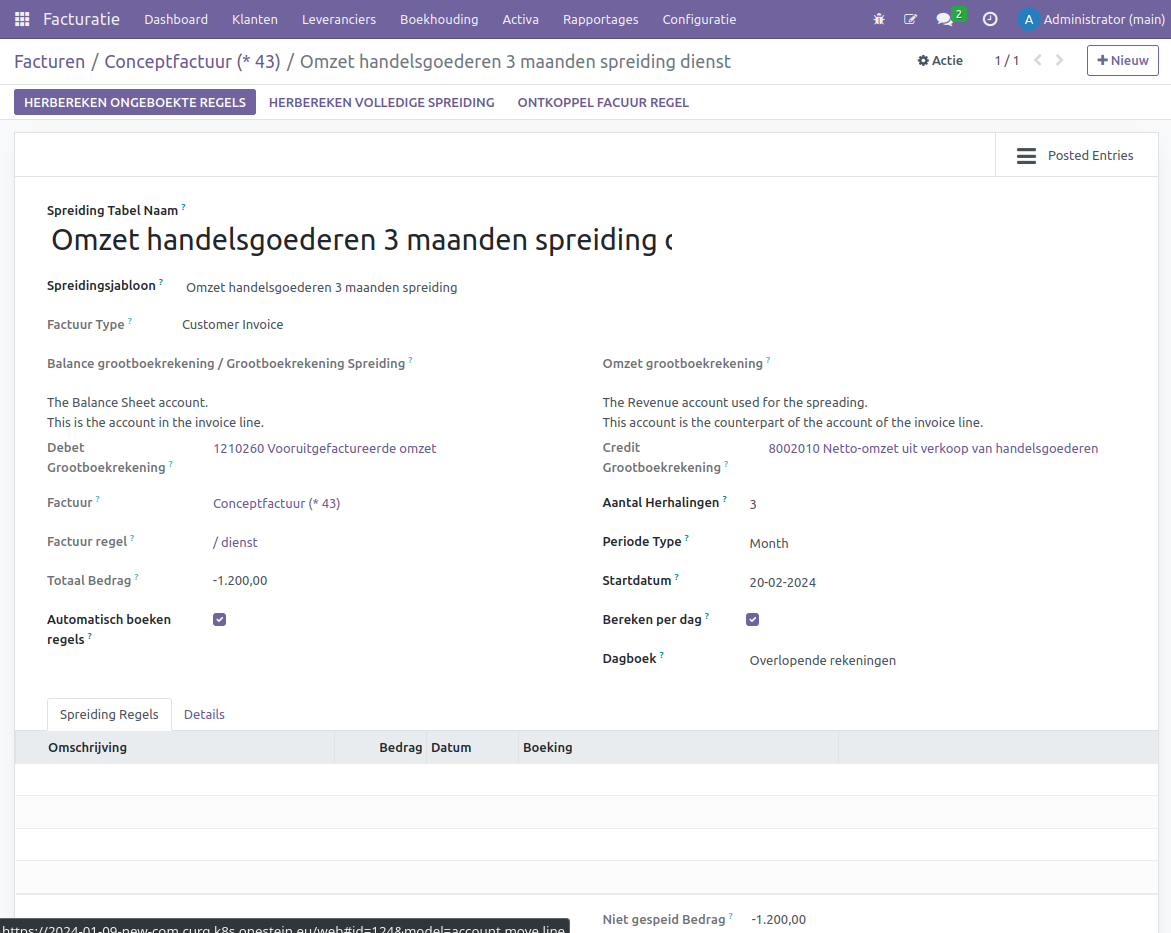 Facturatie Dashboard Klanten Leveranciers Boekhouding Activa Rapportages Configuratie 2 A Administrator (main)
Facturen / Conceptfactuur (* 43) / Omzet handelsgoederen 3 maanden spreiding dienst Actie 1 / 1 Nieuw
HERBEREKEN ONGEBOEKTE REGELS HERBEREKEN VOLLEDIGE SPREIDING ONTKOPPEL FACUUR REGEL
Posted Entries
Spreiding Tabel Naam ?
Omzet handelsgoederen 3 maanden spreiding
Spreidingsjabloon ? Omzet handelsgoederen 3 maanden spreiding
Factuur Type ? Customer Invoice
Balance grootboekrekening / Grootboekrekening Spreiding ? Omzet grootboekrekening ?
The Balance Sheet account. The Revenue account used for the spreading.
This is the account in the invoice line. This account is the counterpart of the account of the invoice line.
Debet 1210260 Vooruitgefactureerde omzet Credit 8002010 Netto-omzet uit verkoop van handelsgoederen
Grootboekrekening ? Grootboekrekening ?
Factuur ? Conceptfactuur (* 43) Aantal Herhalingen ? 3
Factuur regel ? / dienst Periode Type ? Month
Totaal Bedrag ? -1.200,00 Startdatum ? 20-02-2024
Automatisch boeken Bereken per dag ?
regels ?
Dagboek ? Overlopende rekeningen
Spreiding Regels Details
Omschrijving Bedrag Datum Boeking
Niet gespeid Bedrag ? -1.200,00
https://2024-01-09-new-com.curq.k8s.onestein.eu/web#id=124&model=account.move.line